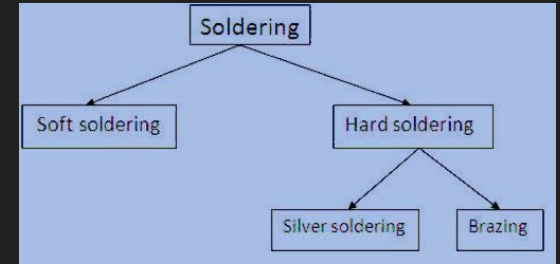 Soldering
Soft soldering
Hard soldering
Silver soldering
Brazing